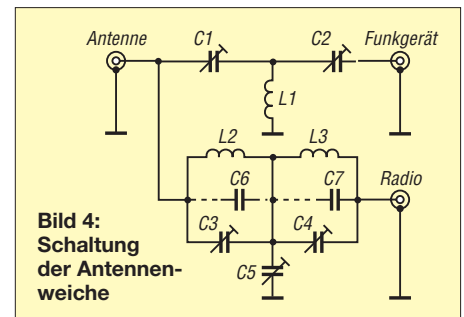 Antenne
C1
C2
Funkgerät
L1
L2
L3
C6
C7
Radio
C3
C4
C5
Bild 4:
Schaltung
der Antennen-
weiche